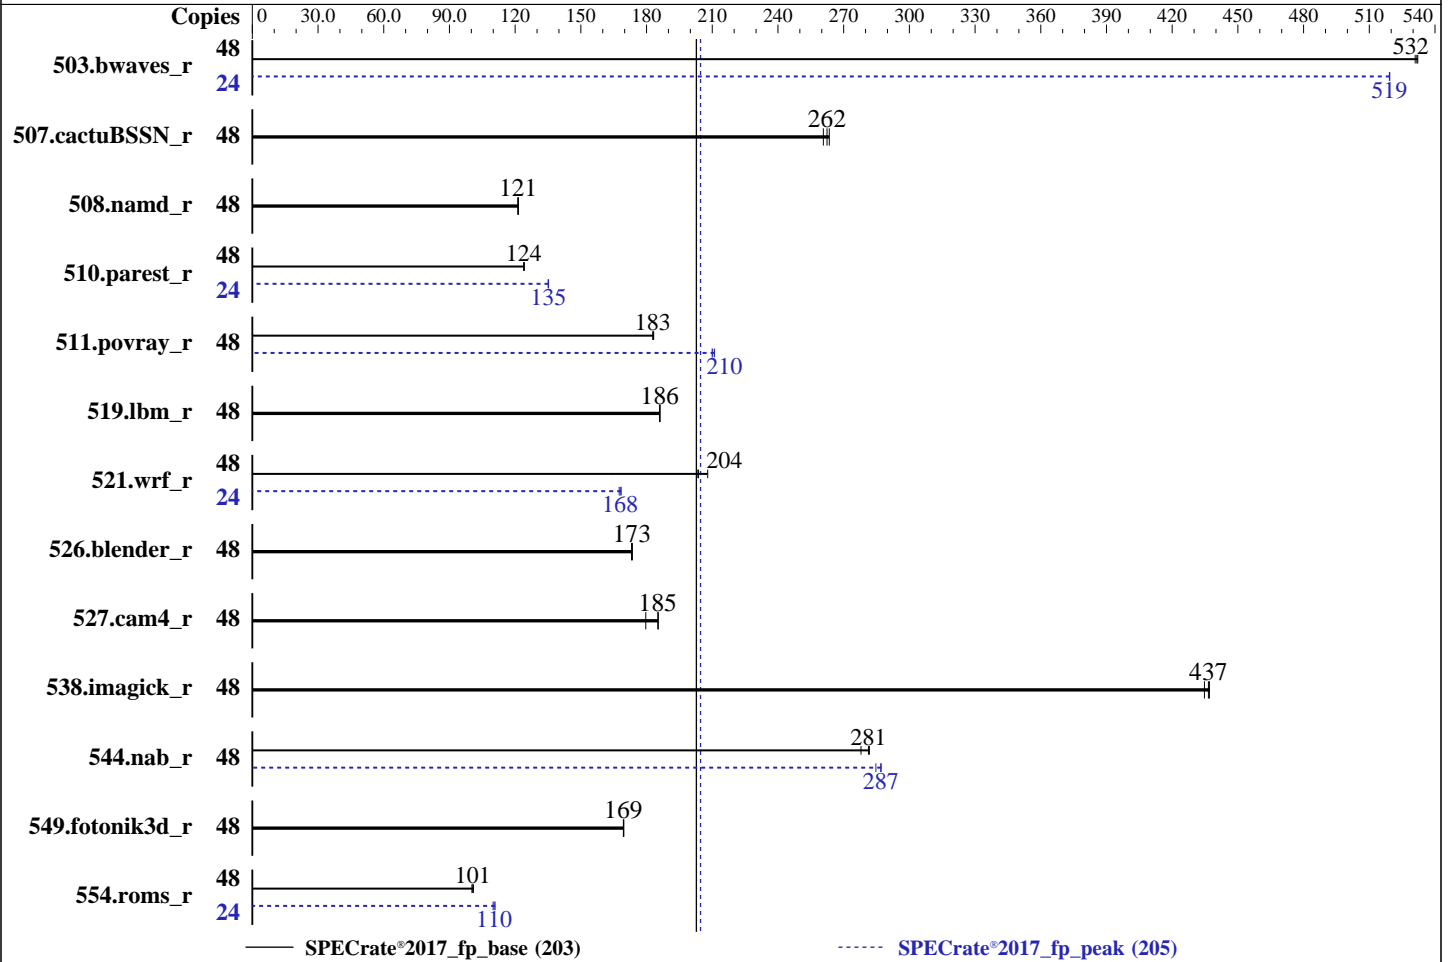 Copies 0 30.0 60.0 90.0 120 150 180 210 240 270 300 330 360 390 420 450 480 510 540
503.bwaves_r 48 532
24 519
507.cactuBSSN_r 48 262
508.namd_r 48 121
510.parest_r 48 124
24 135
511.povray_r 48 183
210
519.lbm_r 48 186
521.wrf_r 48 204
24 168
526.blender_r 48 173
527.cam4_r 48 185
538.imagick_r 48 437
544.nab_r 48 281
287
549.fotonik3d_r 48 169
554.roms_r 48 101
24 110
SPECrate®2017_fp_base (203) SPECrate®2017_fp_peak (205)